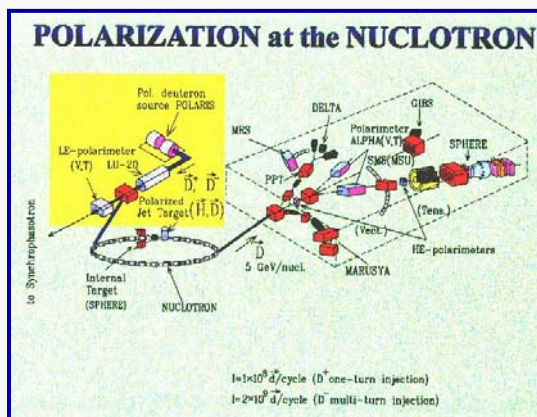 POLARIZATION at the NUCLOTRON
Pol. deuteron
source POLARIS
LE-polarimeter
(V,T)
LU-20
D⁺, D⁻
Polarized
Jet Target (H,D)
to Synchrophasotron
Internal
Target
(SPHERE)
NUCLOTRON
D
5 GeV/nucl.
MRS
DELTA
GIBS
Polarimeter
ALPHA(V,T)
SMS(MSU)
SPHERE
PPT
(Vect.)
(Tens.)
HE-polarimeters
MARUSYA
I=1×10⁸ d/cycle (D⁺ one-turn injection)
I=2×10⁹ d/cycle (D⁻ multi-turn injection)